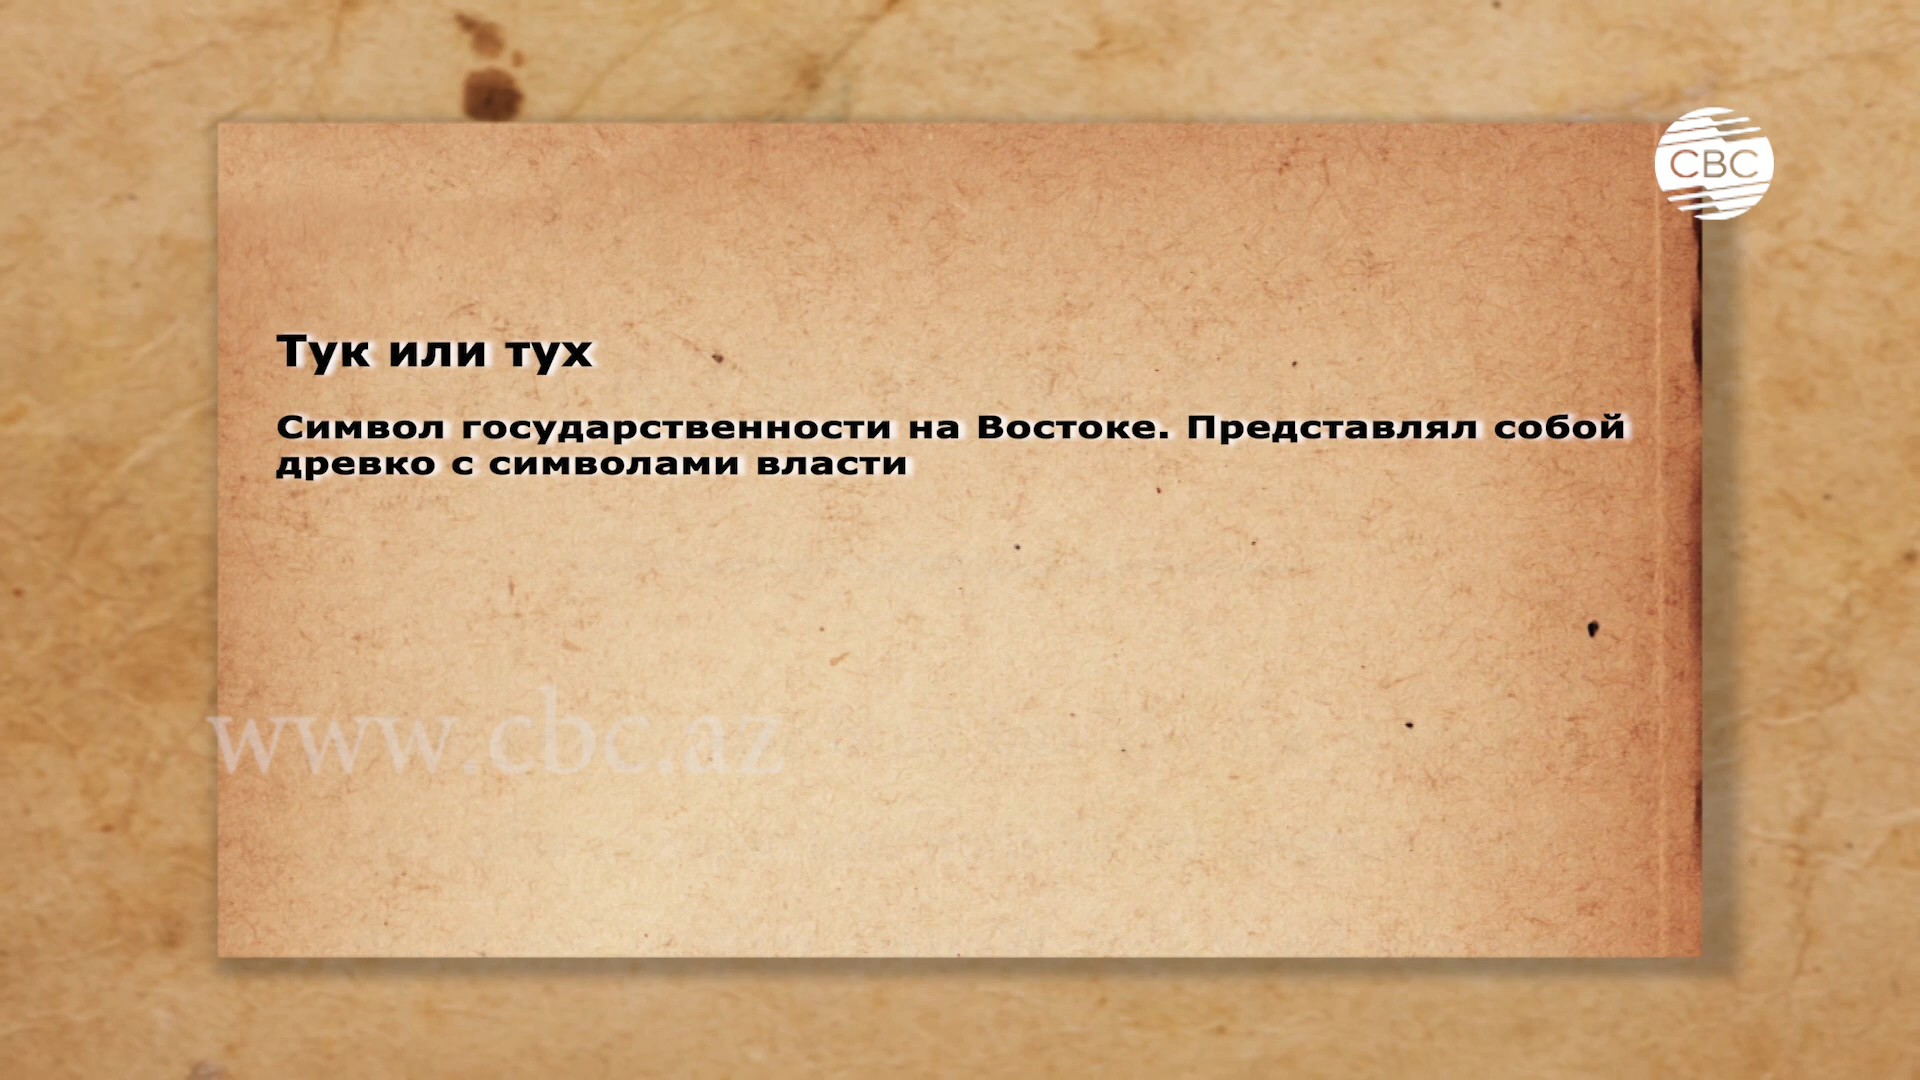 CBC
Тук или тух
Символ государственности на Востоке. Представлял собой
древко с символами власти
www.cbc.az